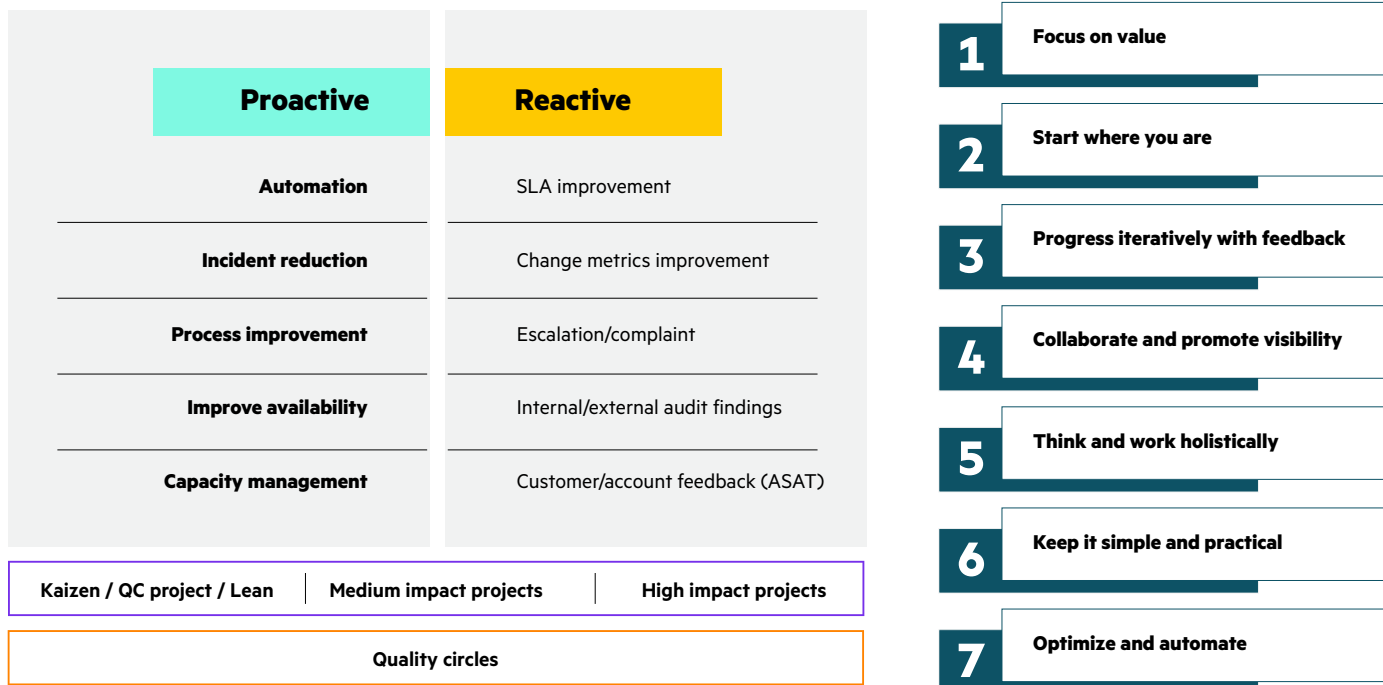 Proactive
Reactive
Automation
SLA improvement
Incident reduction
Change metrics improvement
Process improvement
Escalation/complaint
Improve availability
Internal/external audit findings
Capacity management
Customer/account feedback (ASAT)
Kaizen / QC project / Lean
Medium impact projects
High impact projects
Quality circles
1
Focus on value
2
Start where you are
3
Progress iteratively with feedback
4
Collaborate and promote visibility
5
Think and work holistically
6
Keep it simple and practical
7
Optimize and automate